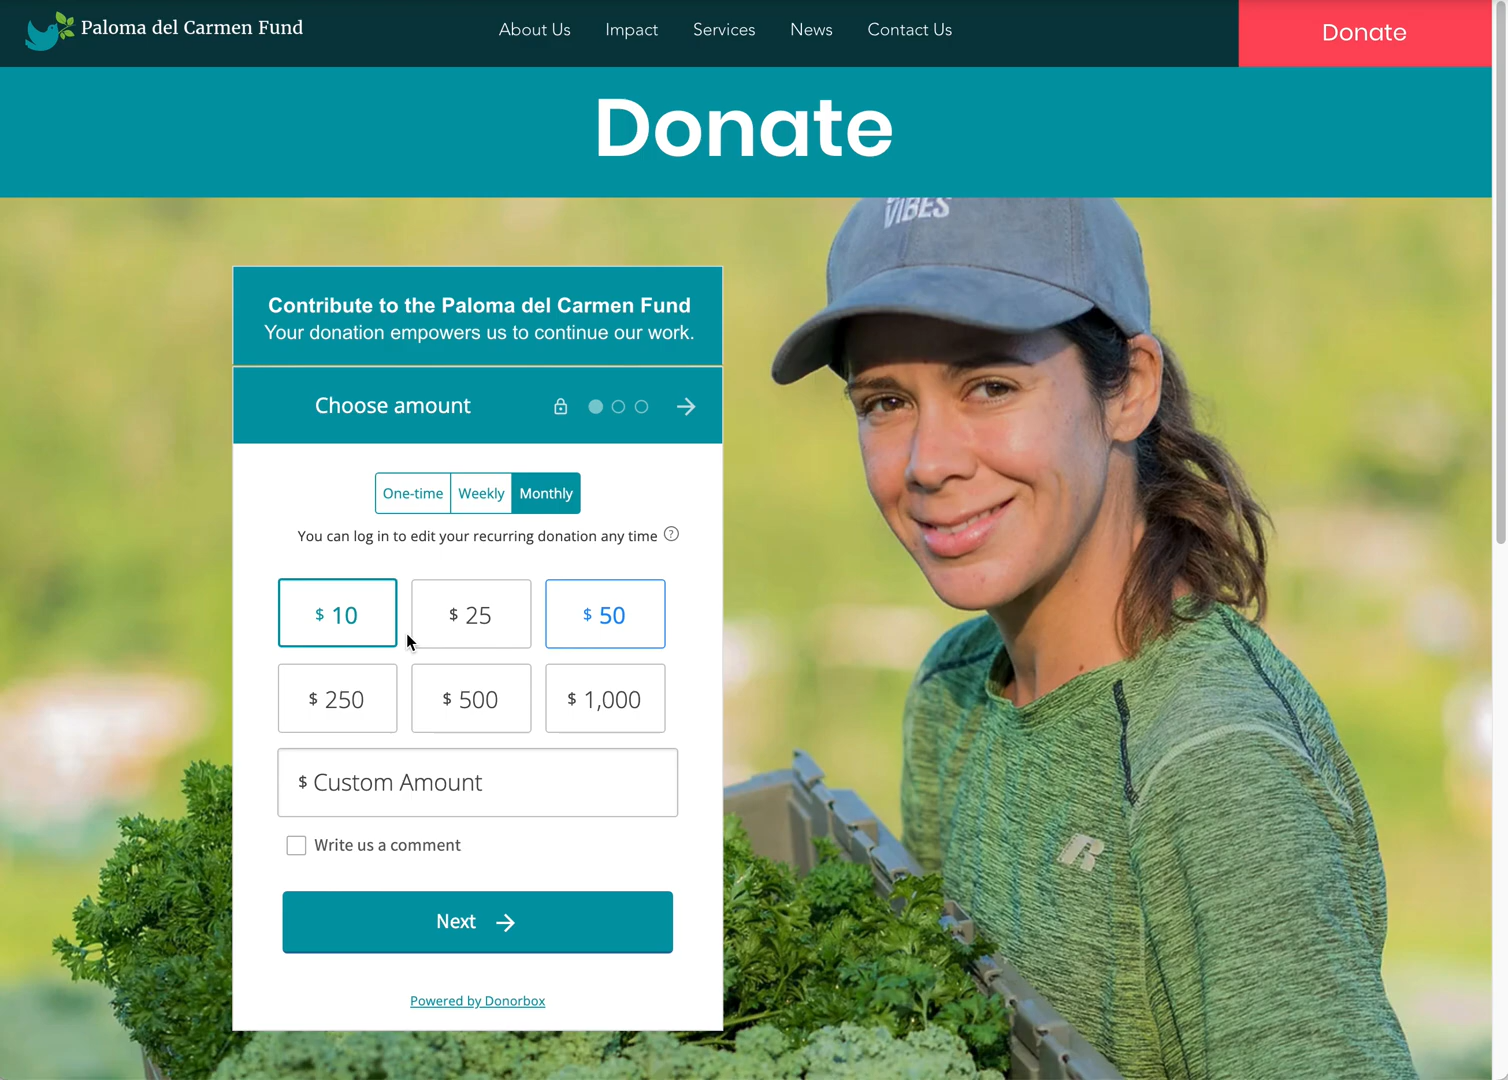 Paloma del Carmen Fund
About Us Impact Services News Contact Us
Donate
Donate
VIBES
Contribute to the Paloma del Carmen Fund
Your donation empowers us to continue our work.
Choose amount
One-time Weekly Monthly
You can log in to edit your recurring donation any time ?
$ 10 $ 25 $ 50
$ 250 $ 500 $ 1,000
$ Custom Amount
Write us a comment
Next
Powered by Donorbox
R